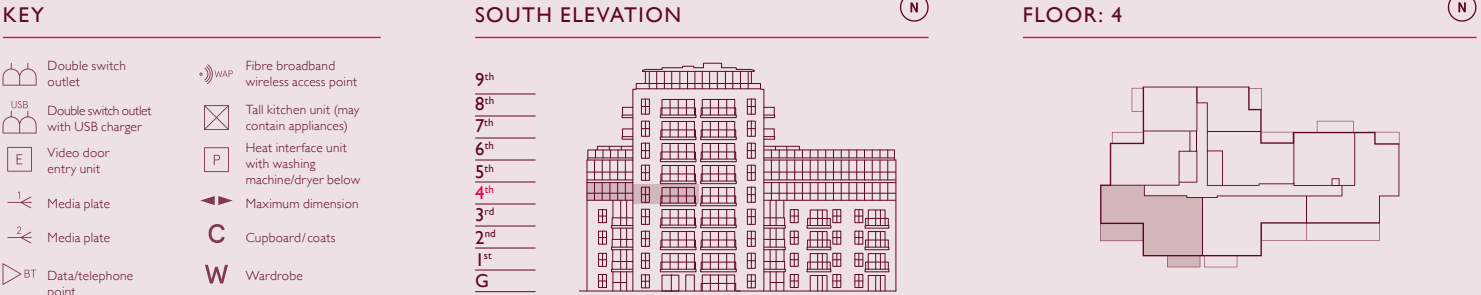 KEY
Double switch
outlet
USB
Double switch outlet
with USB charger
E
Video door
entry unit
1
Media plate
2
Media plate
BT
Data/telephone
point
WAP
Fibre broadband
wireless access point
Tall kitchen unit (may
contain appliances)
P
Heat interface unit
with washing
machine/dryer below
Maximum dimension
C
Cupboard/coats
W
Wardrobe
SOUTH ELEVATION
N
9th
8th
7th
6th
5th
4th
3rd
2nd
1st
G
FLOOR: 4
N